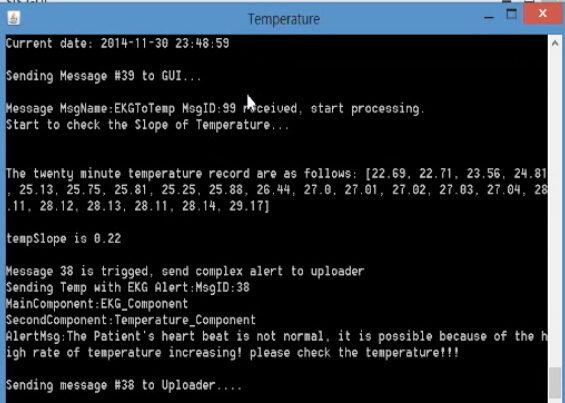 Temperature
Current date: 2014-11-30 23:48:59
Sending Message #39 to GUI...
Message MsgName:EKGToTemp MsgID:99 received, start processing.
Start to check the Slope of Temperature...
The twenty minute temperature record are as follows: [22.69, 22.71, 23.56, 24.81
, 25.13, 25.75, 25.81, 25.25, 25.88, 26.44, 27.0, 27.01, 27.02, 27.03, 27.04, 28
.11, 28.12, 28.13, 28.11, 28.14, 29.17]
tempSlope is 0.22
Message 38 is trigged, send complex alert to uploader
Sending Temp with EKG Alert:MsgID:38
MainComponent:EKG_Component
SecondComponent:Temperature_Component
AlertMsg:The Patient's heart beat is not normal, it is possible because of the h
igh rate of temperature increasing! please check the temperature!!!
Sending message #38 to Uploader....